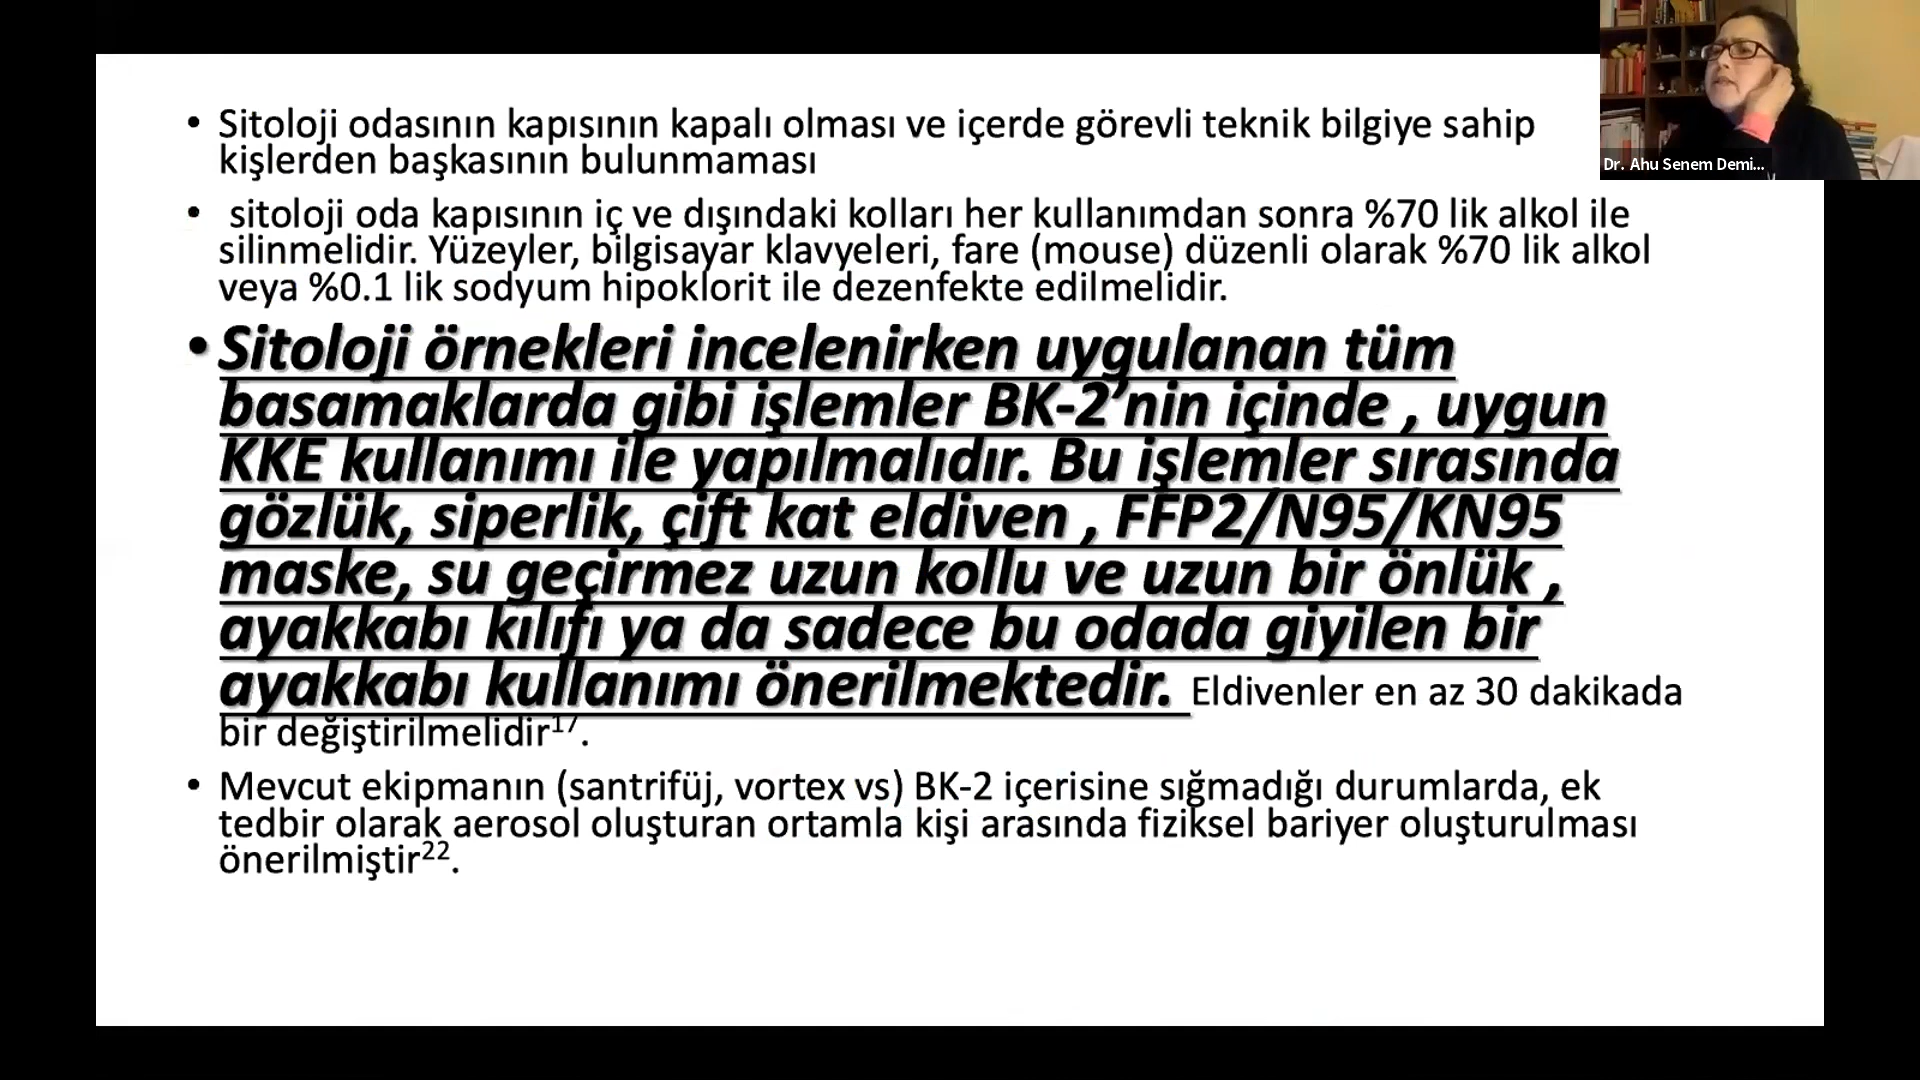 • Sitoloji odasının kapısının kapalı olması ve içerde görevli teknik bilgiye sahip
kişlerden başkasının bulunmaması
• sitoloji oda kapısının iç ve dışındaki kolları her kullanımdan sonra %70 lik alkol ile
silinmelidir. Yüzeyler, bilgisayar klavyeleri, fare (mouse) düzenli olarak %70 lik alkol
veya %0.1 lik sodyum hipoklorit ile dezenfekte edilmelidir.
• Sitoloji örnekleri incelenirken uygulanan tüm
basamaklarda gibi işlemler BK-2’nin içinde , uygun
KKE kullanımı ile yapılmalıdır. Bu işlemler sırasında
gözlük, siperlik, çift kat eldiven , FFP2/N95/KN95
maske, su geçirmez uzun kollu ve uzun bir önlük ,
ayakkabı kılıfı ya da sadece bu odada giyilen bir
ayakkabı kullanımı önerilmektedir. Eldivenler en az 30 dakikada
bir değiştirilmelidir¹⁷.
• Mevcut ekipmanın (santrifüj, vortex vs) BK-2 içerisine sığmadığı durumlarda, ek
tedbir olarak aerosol oluşturan ortamla kişi arasında fiziksel bariyer oluşturulması
önerilmiştir²².
Dr. Ahu Senem Demi...